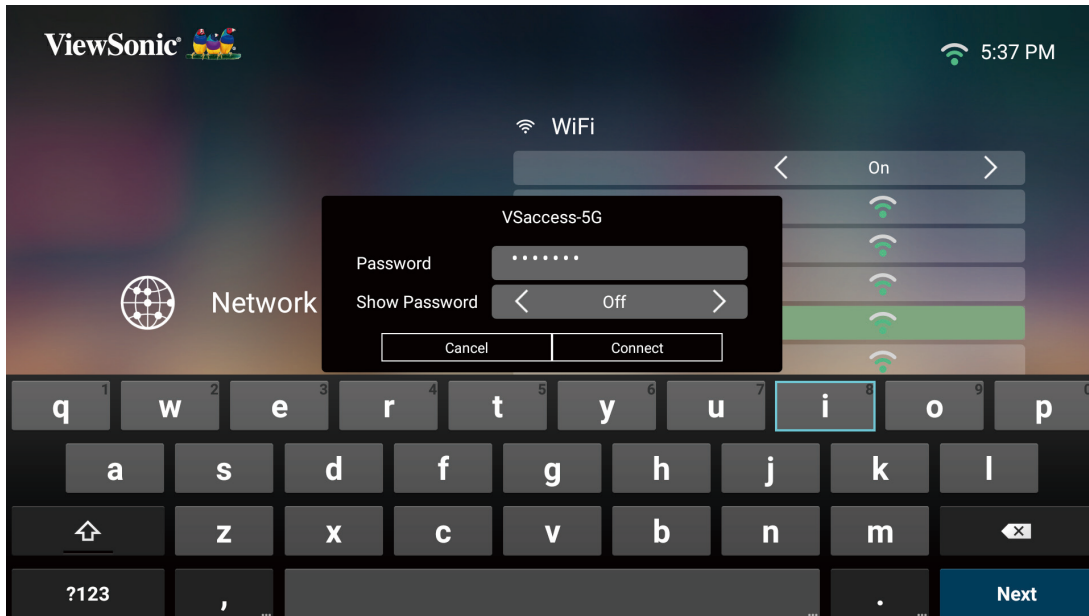 ViewSonic®
5:37 PM
WiFi
On
VSaccess-5G
Password •••••••
Show Password Off
Cancel Connect
Network
q 1 w 2 e 3 r 4 t 5 y 6 u 7 i 8 o 9 p 0
a s d f g h j k l
z x c v b n m
?123 , . Next